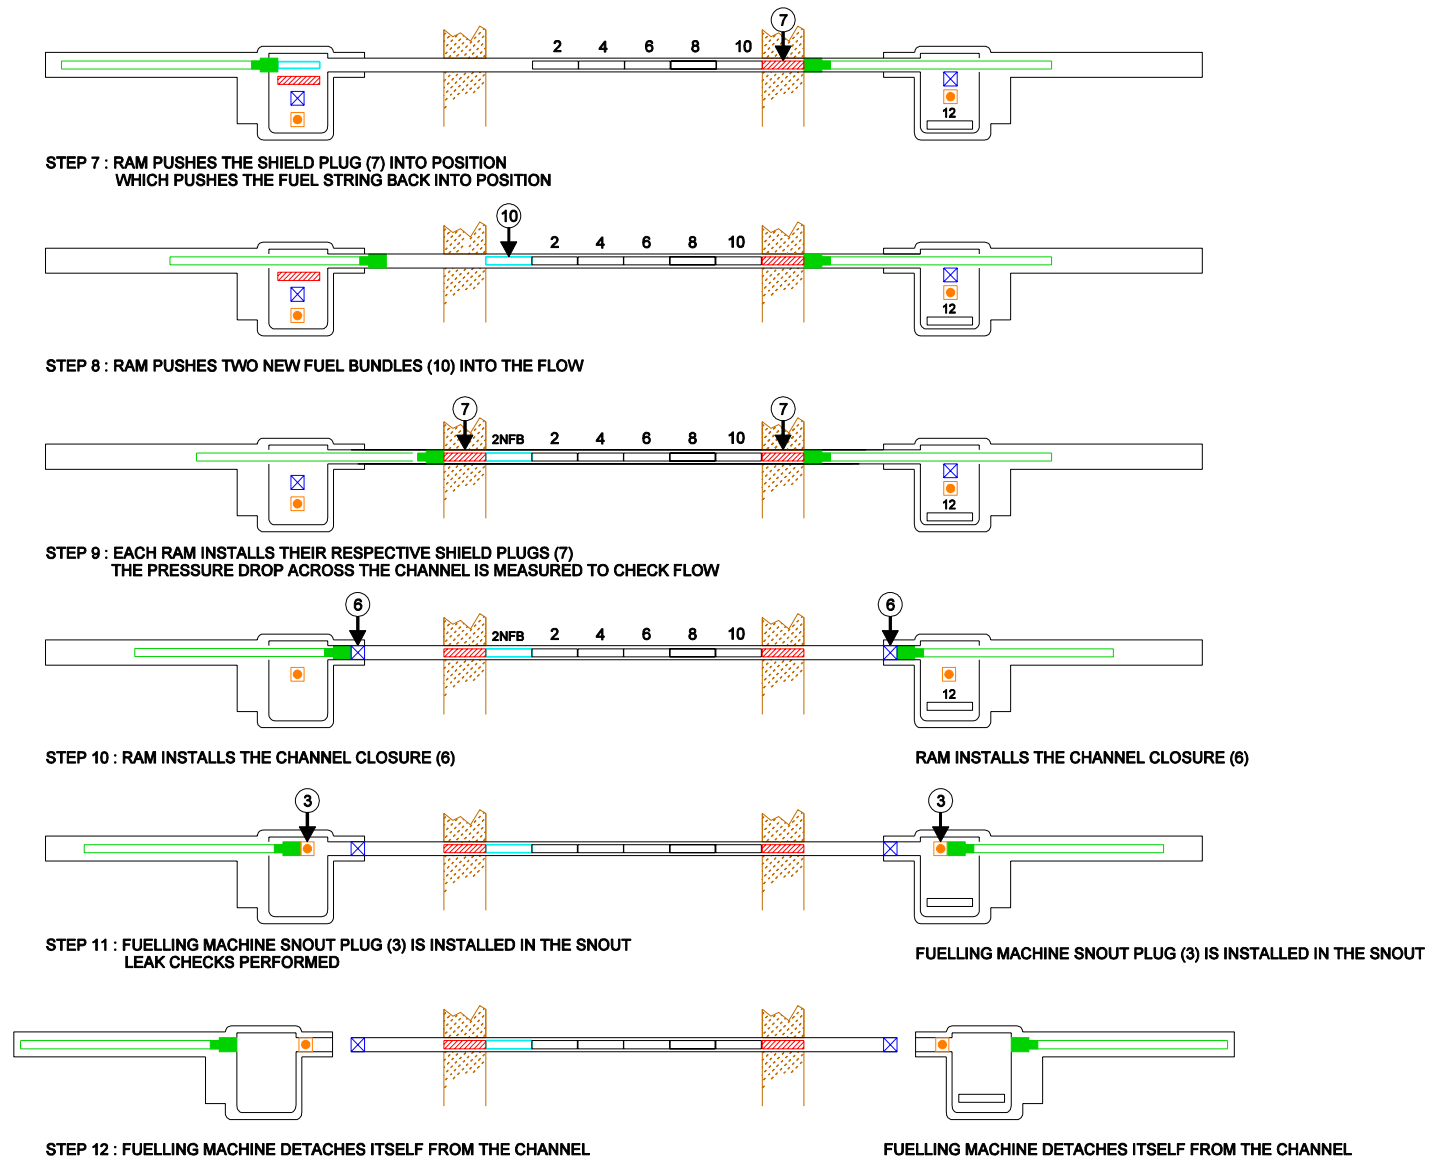 7
2 4 6 8 10
12
STEP 7 : RAM PUSHES THE SHIELD PLUG (7) INTO POSITION
WHICH PUSHES THE FUEL STRING BACK INTO POSITION
10
2 4 6 8 10
12
STEP 8 : RAM PUSHES TWO NEW FUEL BUNDLES (10) INTO THE FLOW
7 7
2NFB 2 4 6 8 10
12
STEP 9 : EACH RAM INSTALLS THEIR RESPECTIVE SHIELD PLUGS (7)
THE PRESSURE DROP ACROSS THE CHANNEL IS MEASURED TO CHECK FLOW
6 6
2NFB 2 4 6 8 10
12
STEP 10 : RAM INSTALLS THE CHANNEL CLOSURE (6)
RAM INSTALLS THE CHANNEL CLOSURE (6)
3 3
STEP 11 : FUELLING MACHINE SNOUT PLUG (3) IS INSTALLED IN THE SNOUT
LEAK CHECKS PERFORMED
FUELLING MACHINE SNOUT PLUG (3) IS INSTALLED IN THE SNOUT
STEP 12 : FUELLING MACHINE DETACHES ITSELF FROM THE CHANNEL
FUELLING MACHINE DETACHES ITSELF FROM THE CHANNEL